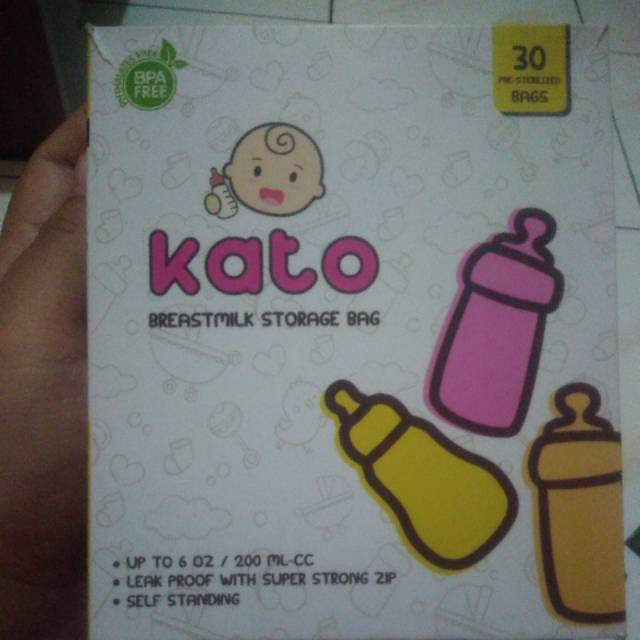 BPA
FREE
30
PRE-STERILIZED
BAGS
kato
BREASTMILK STORAGE BAG
• UP TO 6 OZ / 200 ML-CC
• LEAK PROOF WITH SUPER STRONG ZIP
• SELF STANDING